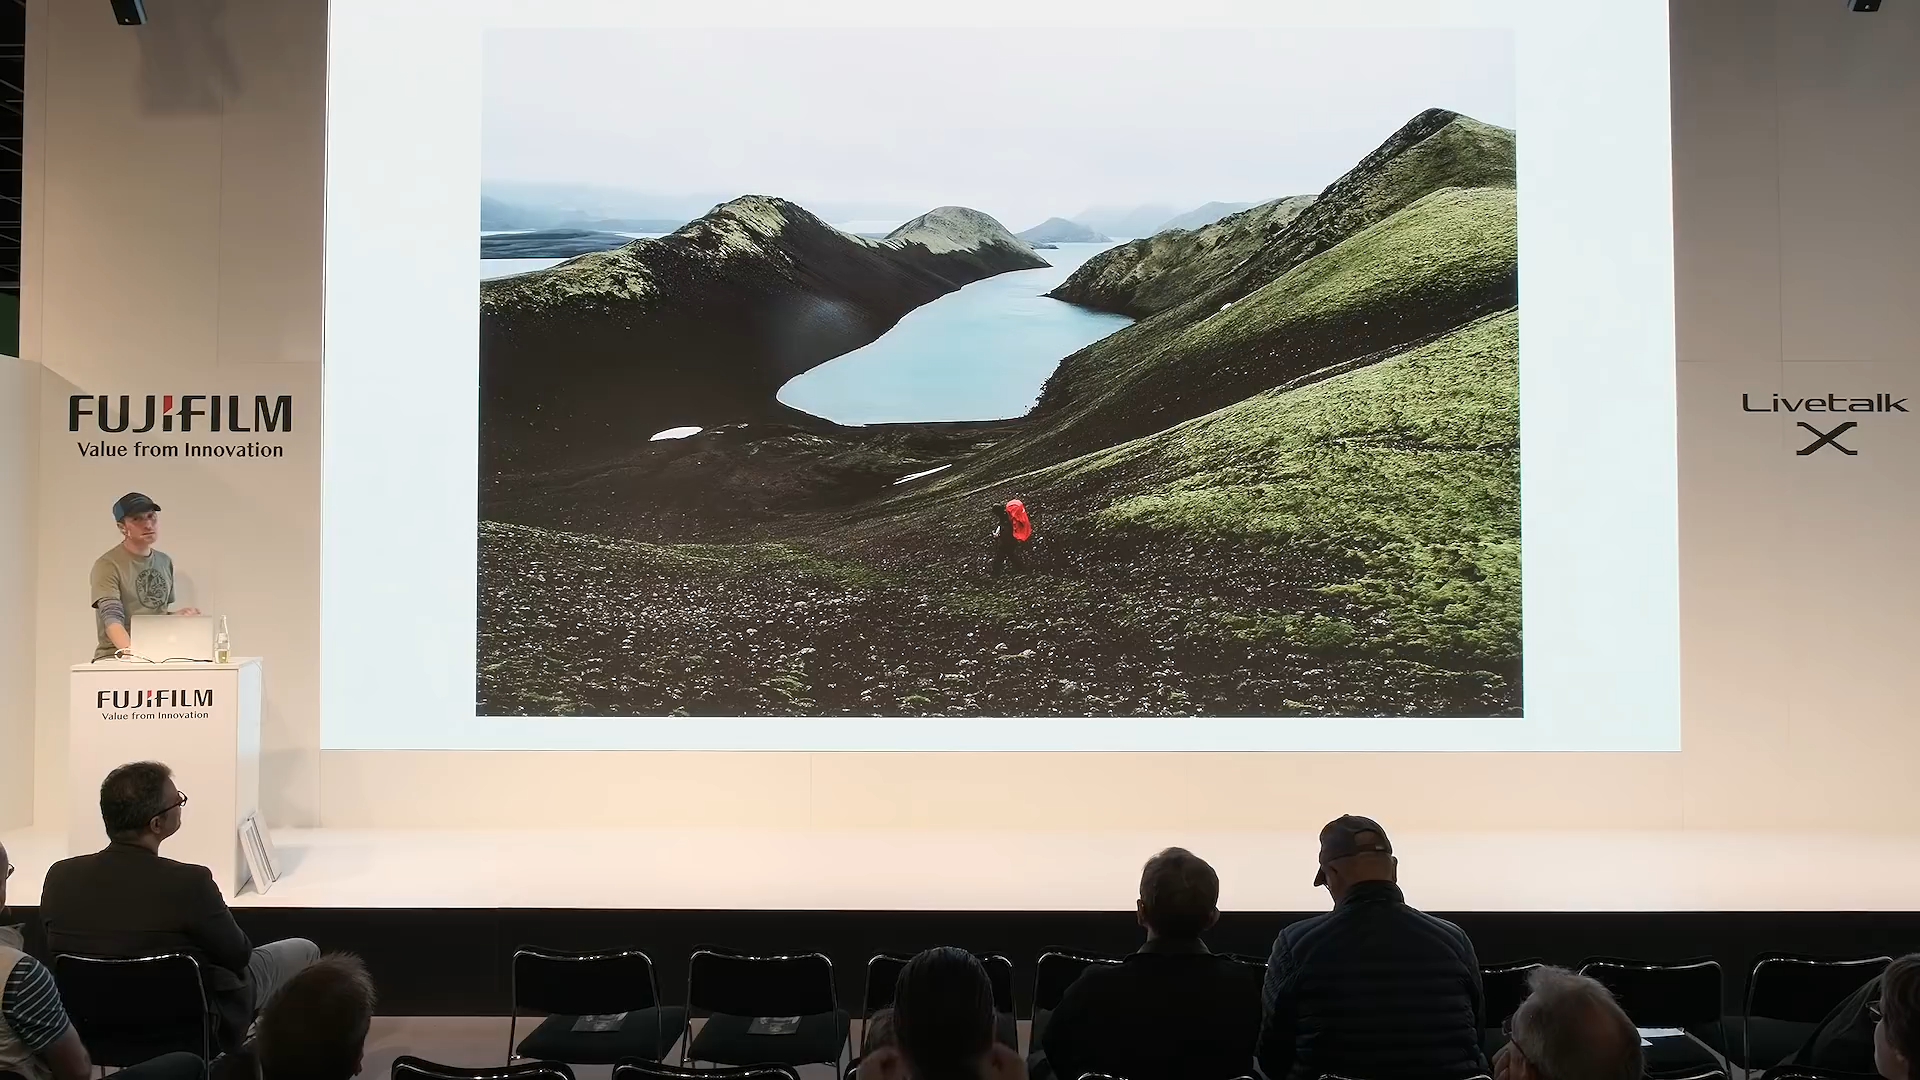 FUJIFILM
Value from Innovation
Livetalk
X
FUJIFILM
Value from Innovation